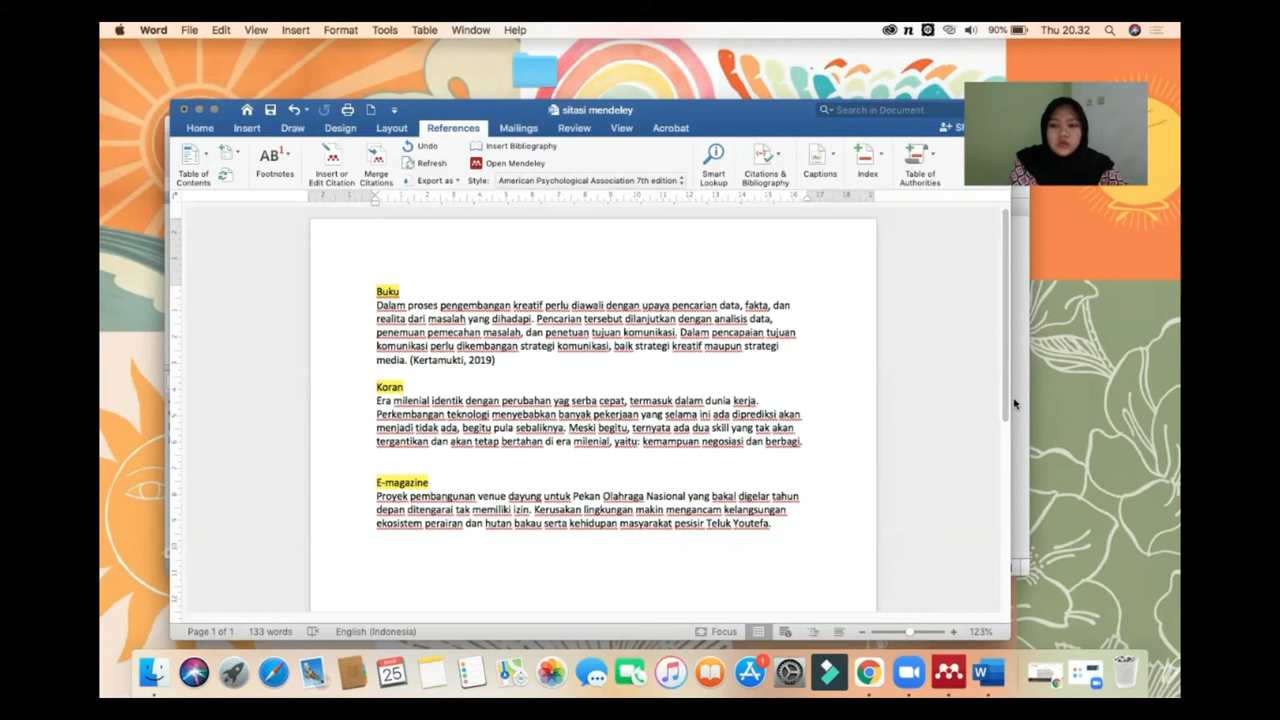 Word File Edit View Insert Format Tools Table Window Help 90% Thu 20.32
sitasi mendeley
Search in Document
Home Insert Draw Design Layout References Mailings Review View Acrobat
Table of Contents
AB¹
Footnotes
Insert or Edit Citation
Merge Citations
Undo
Refresh
Export as
Insert Bibliography
Open Mendeley
Style: American Psychological Association 7th edition
Smart Lookup
Citations & Bibliography
Captions
Index
Table of Authorities
Buku
Dalam proses pengembangan kreatif perlu diawali dengan upaya pencarian data, fakta, dan
realita dari masalah yang dihadapi. Pencarian tersebut dilanjutkan dengan analisis data,
penemuan pemecahan masalah, dan penetuan tujuan komunikasi. Dalam pencapaian tujuan
komunikasi perlu dikembangan strategi komunikasi, baik strategi kreatif maupun strategi
media. (Kertamukti, 2019)
Koran
Era milenial identik dengan perubahan yag serba cepat, termasuk dalam dunia kerja.
Perkembangan teknologi menyebabkan banyak pekerjaan yang selama ini ada diprediksi akan
menjadi tidak ada, begitu pula sebaliknya. Meski begitu, ternyata ada dua skill yang tak akan
tergantikan dan akan tetap bertahan di era milenial, yaitu: kemampuan negosiasi dan berbagi.
E-magazine
Proyek pembangunan venue dayung untuk Pekan Olahraga Nasional yang bakal digelar tahun
depan ditengarai tak memiliki izin. Kerusakan lingkungan makin mengancam kelangsungan
ekosistem perairan dan hutan bakau serta kehidupan masyarakat pesisir Teluk Youtefa.
Page 1 of 1 133 words English (Indonesia) Focus 123%
MAR
25